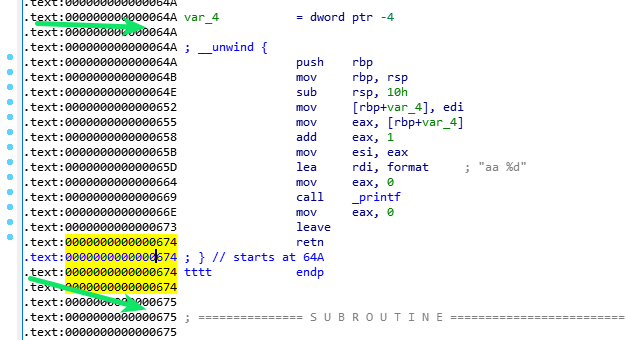 .text:000000000000064A
.text:000000000000064A var_4           = dword ptr -4
.text:000000000000064A
.text:000000000000064A ; __unwind {
.text:000000000000064A                 push    rbp
.text:000000000000064B                 mov     rbp, rsp
.text:000000000000064E                 sub     rsp, 10h
.text:0000000000000652                 mov     [rbp+var_4], edi
.text:0000000000000655                 mov     eax, [rbp+var_4]
.text:0000000000000658                 add     eax, 1
.text:000000000000065B                 mov     esi, eax
.text:000000000000065D                 lea     rdi, format     ; "aa %d"
.text:0000000000000664                 mov     eax, 0
.text:0000000000000669                 call    _printf
.text:000000000000066E                 mov     eax, 0
.text:0000000000000673                 leave
.text:0000000000000674                 retn
.text:0000000000000674 ; } // starts at 64A
.text:0000000000000674 tttt            endp
.text:0000000000000674
.text:0000000000000675
.text:0000000000000675 ; =============== S U B R O U T I N E =========================
.text:0000000000000675